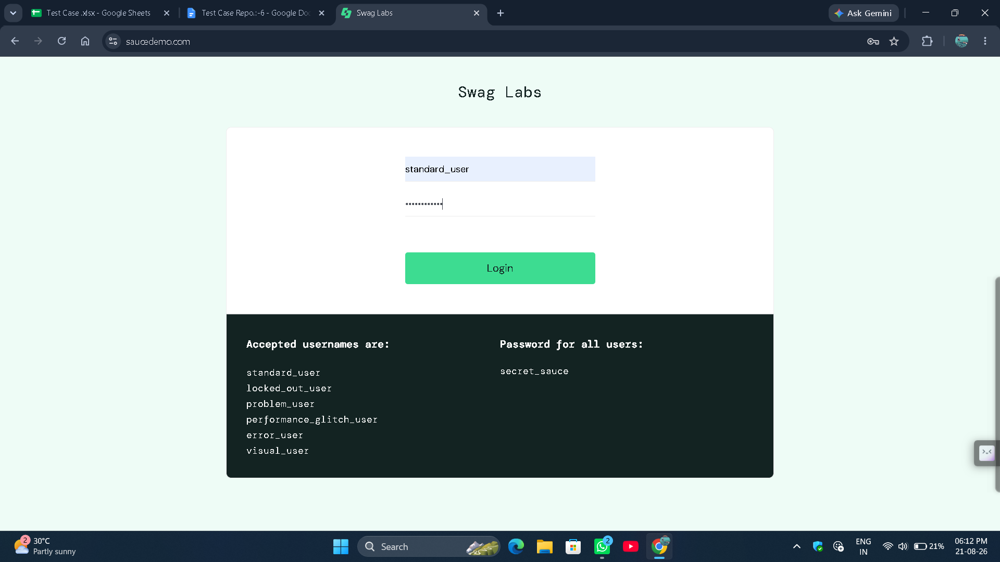 Test Case .xlsx - Google Sheets
Test Case Repo.:-6 - Google Do
Swag Labs
Ask Gemini
saucedemo.com
Swag Labs
standard_user
Login
Accepted usernames are:
standard_user
locked_out_user
problem_user
performance_glitch_user
error_user
visual_user
Password for all users:
secret_sauce
2
30°C
Partly sunny
Search
2
ENG
IN
21%
06:12 PM
21-08-26